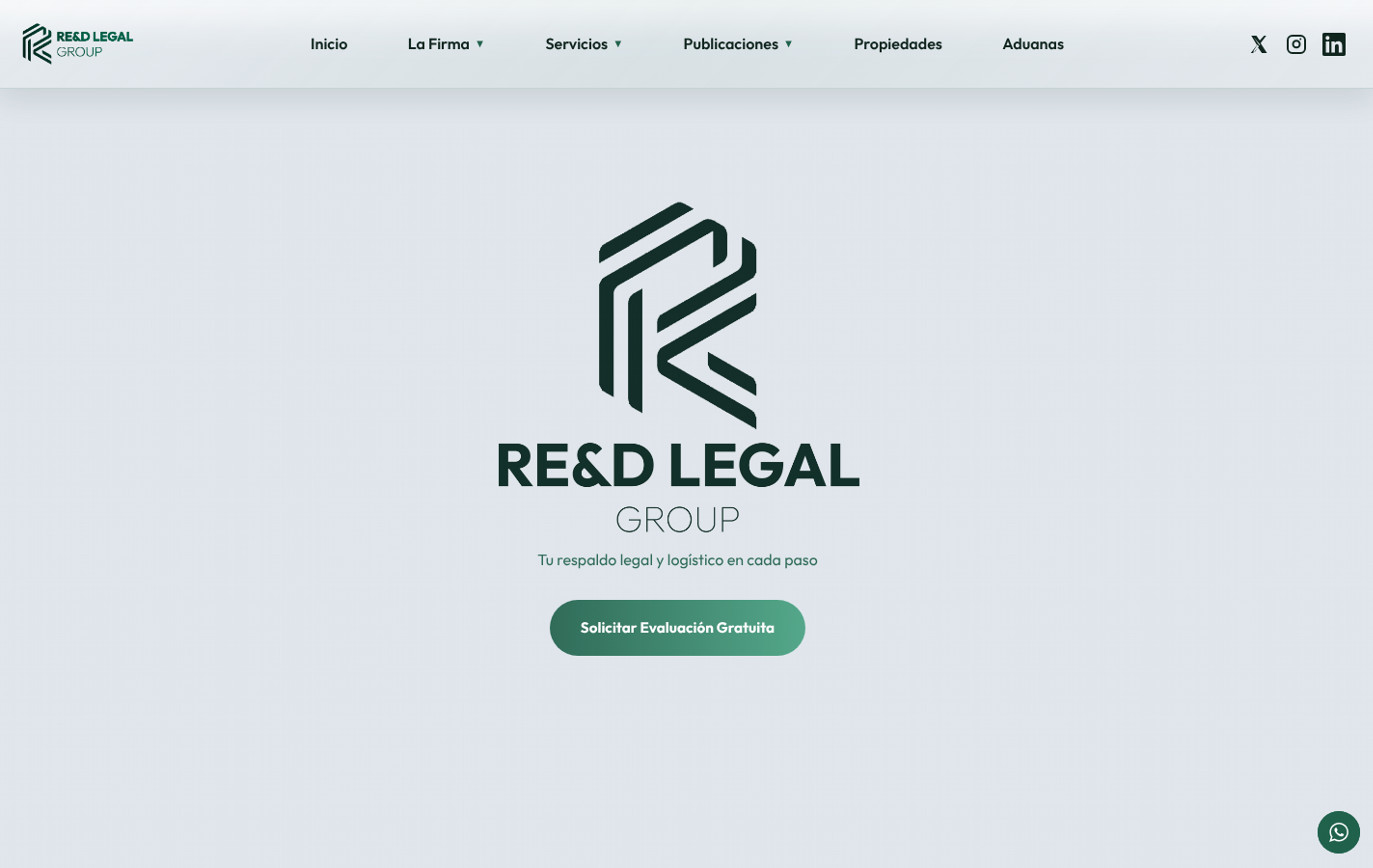 RE&D LEGAL
GROUP
Inicio
La Firma ▼
Servicios ▼
Publicaciones ▼
Propiedades
Aduanas
RE&D LEGAL
GROUP
Tu respaldo legal y logístico en cada paso
Solicitar Evaluación Gratuita